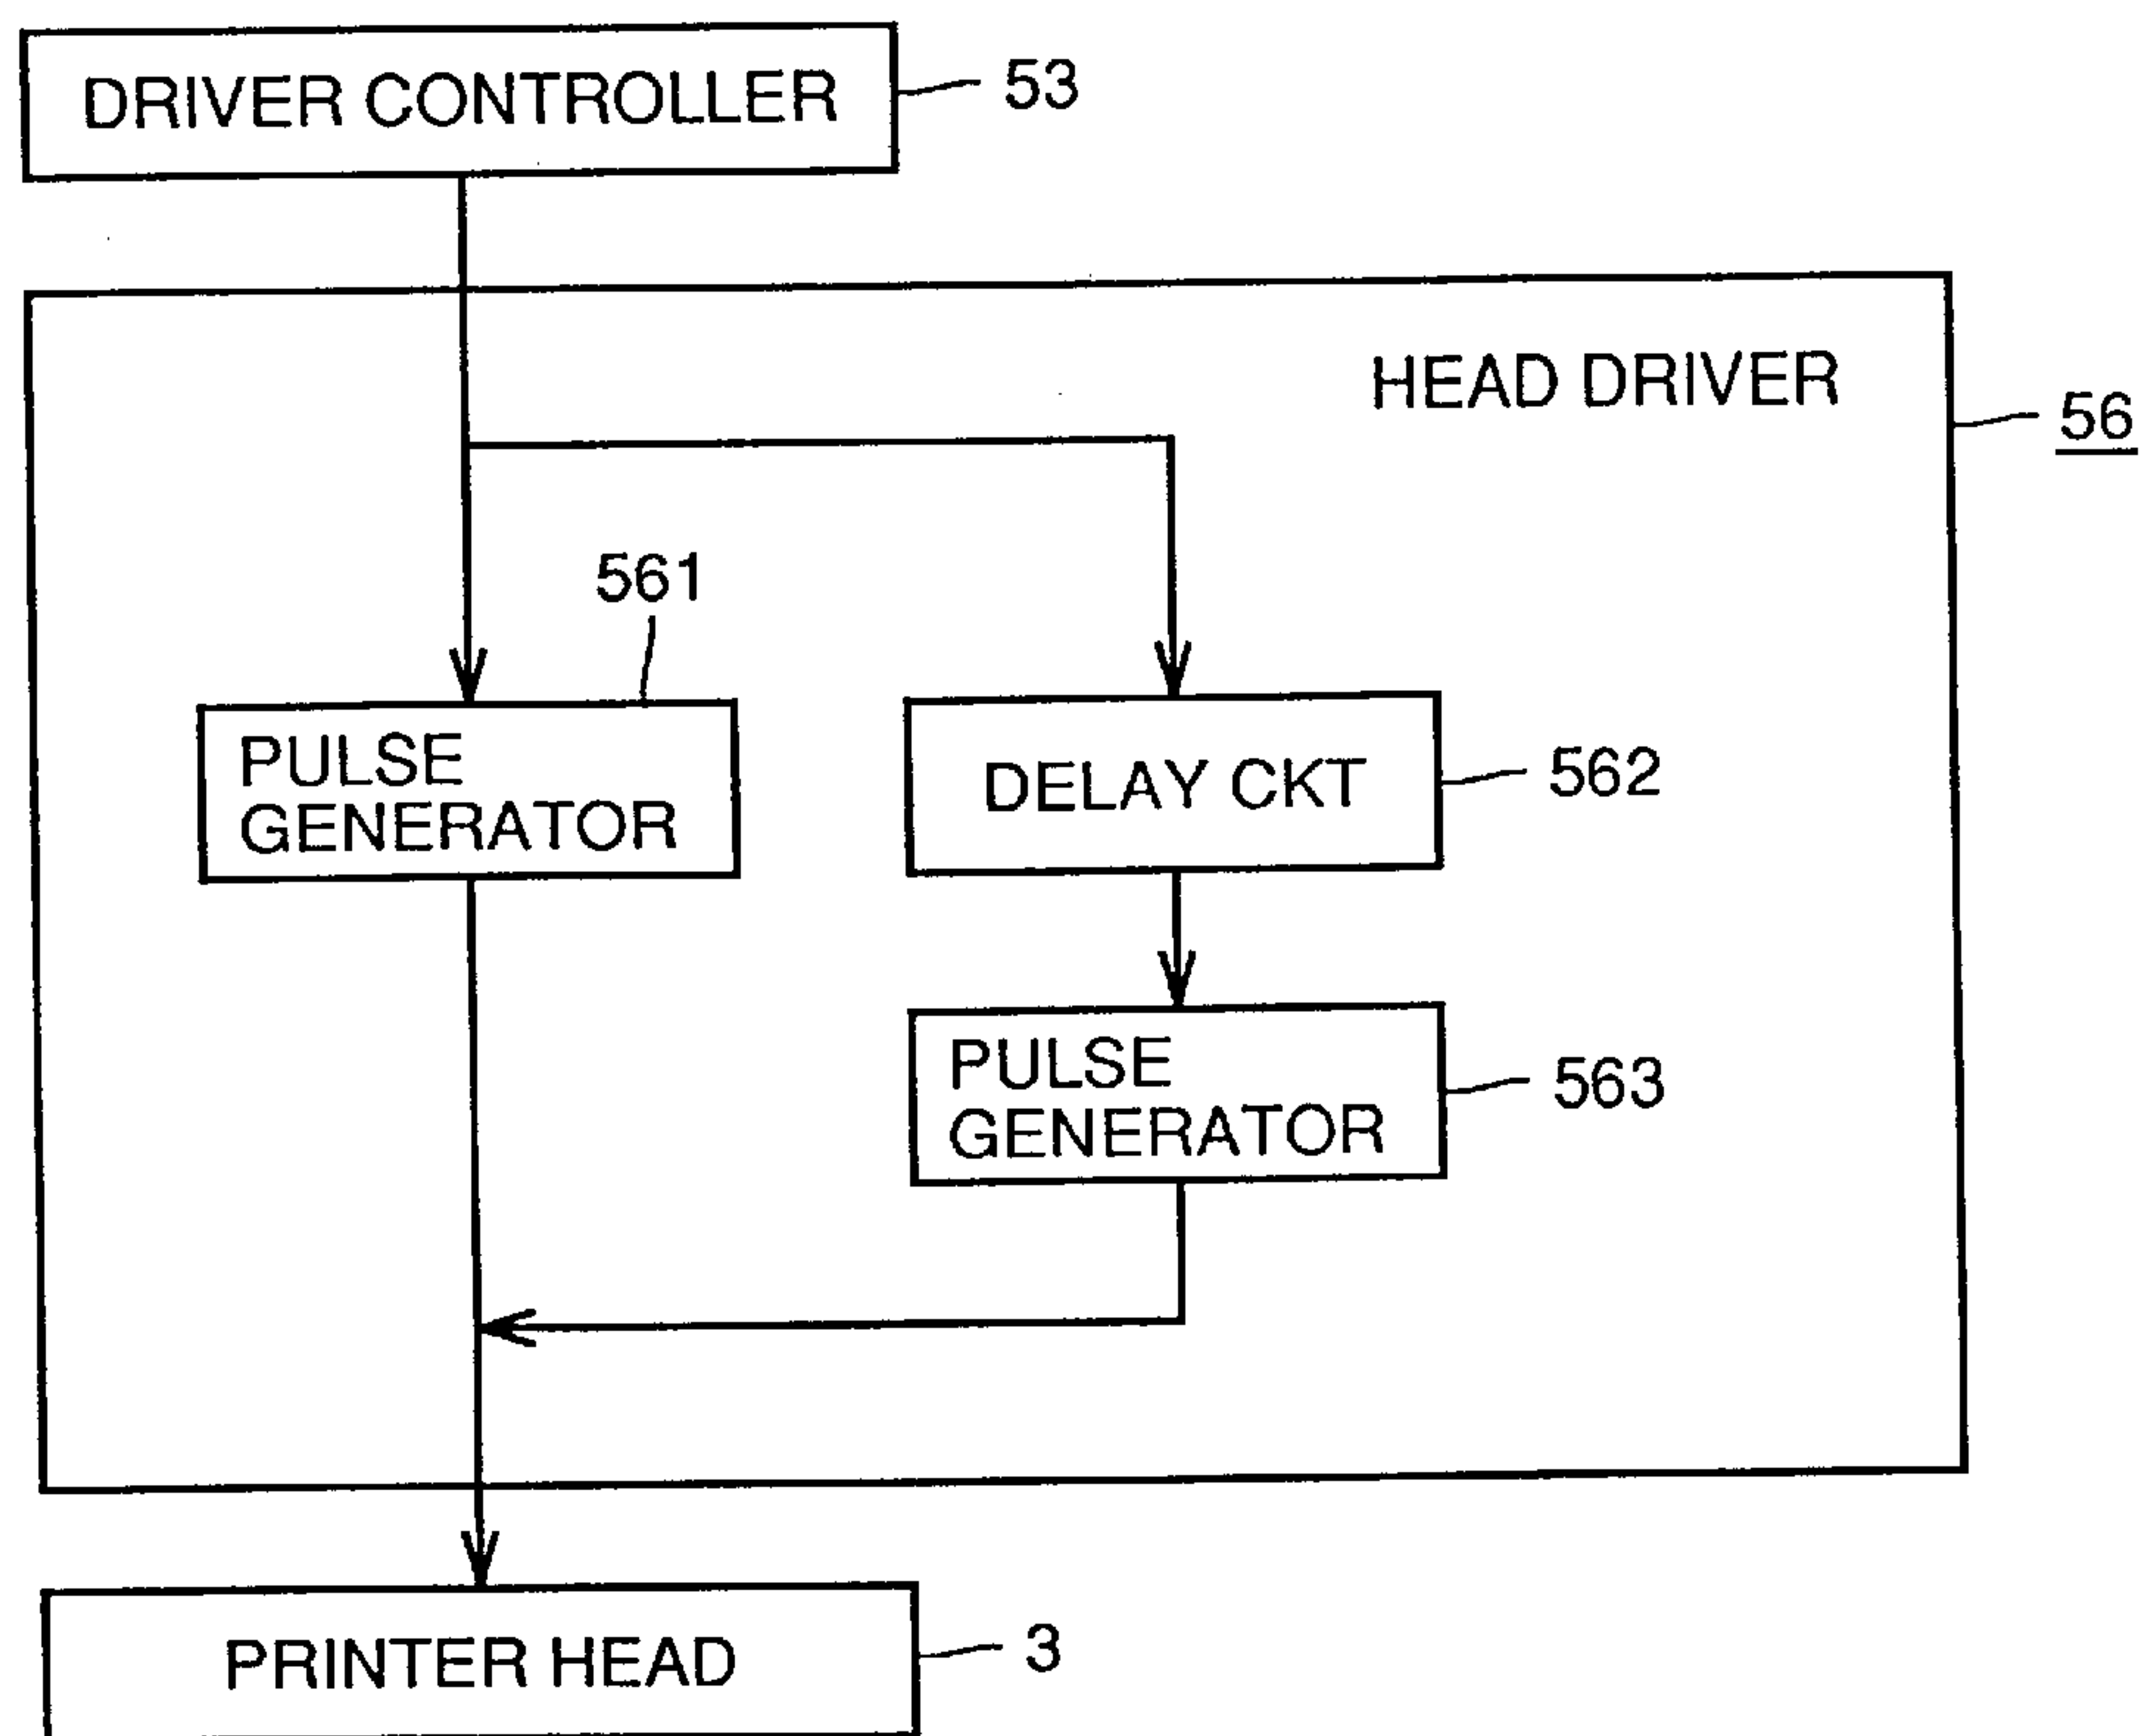 DRIVER CONTROLLER
53
HEAD DRIVER
56
561
PULSE
GENERATOR
DELAY CKT
562
PULSE
GENERATOR
563
PRINTER HEAD
3